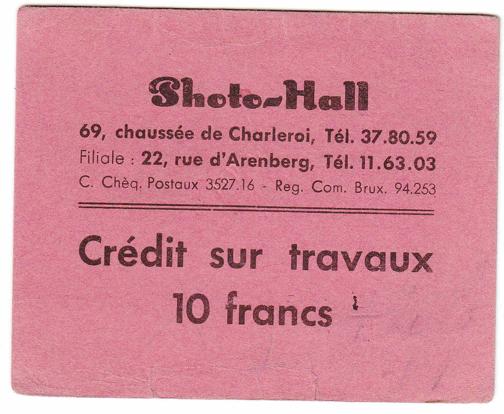 Photo-Hall
69, chaussée de Charleroi, Tél. 37.80.59
Filiale : 22, rue d'Arenberg, Tél. 11.63.03
C. Chèq. Postaux 3527.16 - Reg. Com. Brux. 94.253
Crédit sur travaux
10 francs